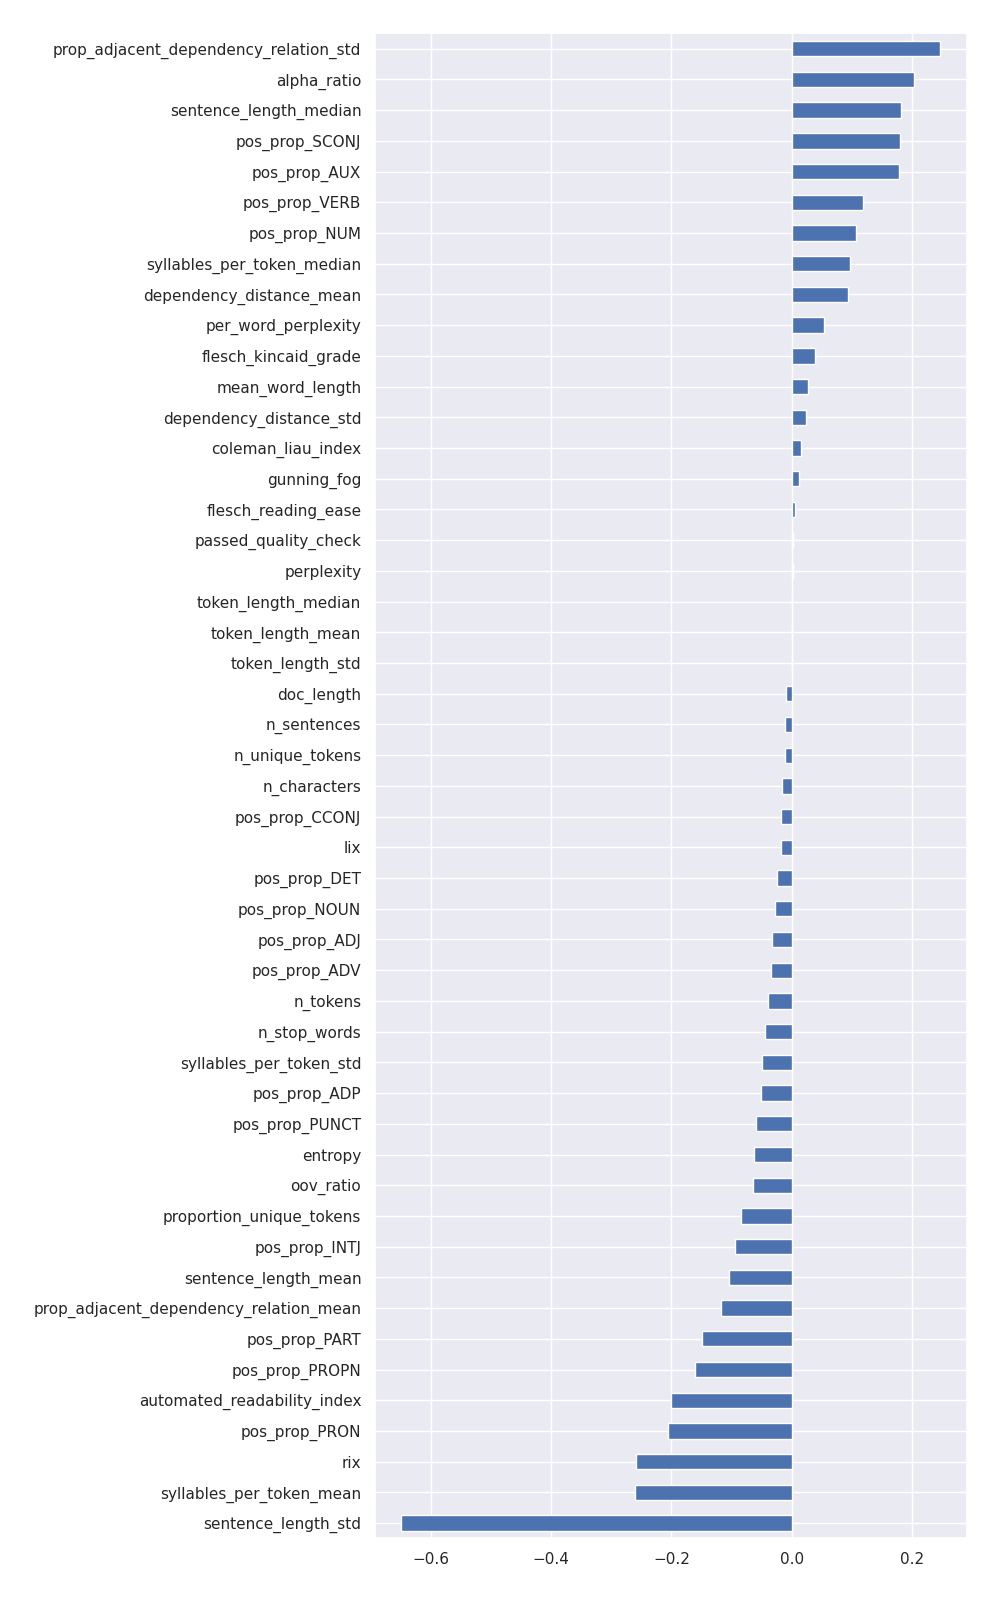 prop_adjacent_dependency_relation_std
alpha_ratio
sentence_length_median
pos_prop_SCONJ
pos_prop_AUX
pos_prop_VERB
pos_prop_NUM
syllables_per_token_median
dependency_distance_mean
per_word_perplexity
flesch_kincaid_grade
mean_word_length
dependency_distance_std
coleman_liau_index
gunning_fog
flesch_reading_ease
passed_quality_check
perplexity
token_length_median
token_length_mean
token_length_std
doc_length
n_sentences
n_unique_tokens
n_characters
pos_prop_CCONJ
lix
pos_prop_DET
pos_prop_NOUN
pos_prop_ADJ
pos_prop_ADV
n_tokens
n_stop_words
syllables_per_token_std
pos_prop_ADP
pos_prop_PUNCT
entropy
oov_ratio
proportion_unique_tokens
pos_prop_INTJ
sentence_length_mean
prop_adjacent_dependency_relation_mean
pos_prop_PART
pos_prop_PROPN
automated_readability_index
pos_prop_PRON
rix
syllables_per_token_mean
sentence_length_std
−0.6 −0.4 −0.2 0.0 0.2